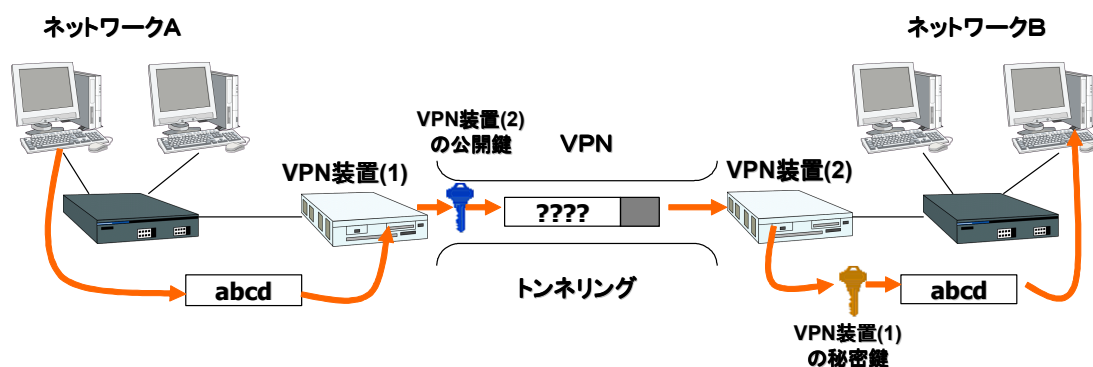 ネットワークA
ネットワークB
VPN装置(2)
の公開鍵
VPN
VPN装置(1)
VPN装置(2)
????
abcd
トンネリング
abcd
VPN装置(1)
の秘密鍵